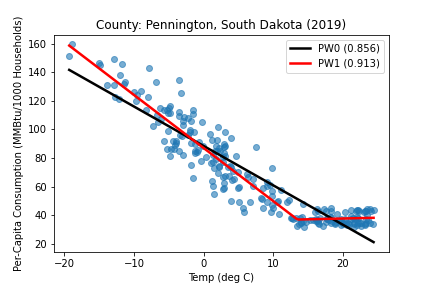 County: Pennington, South Dakota (2019)
PW0 (0.856)
PW1 (0.913)
Per-Capita Consumption (MMBtu/1000 Households)
160
140
120
100
80
60
40
20
−20 −10 0 10 20
Temp (deg C)